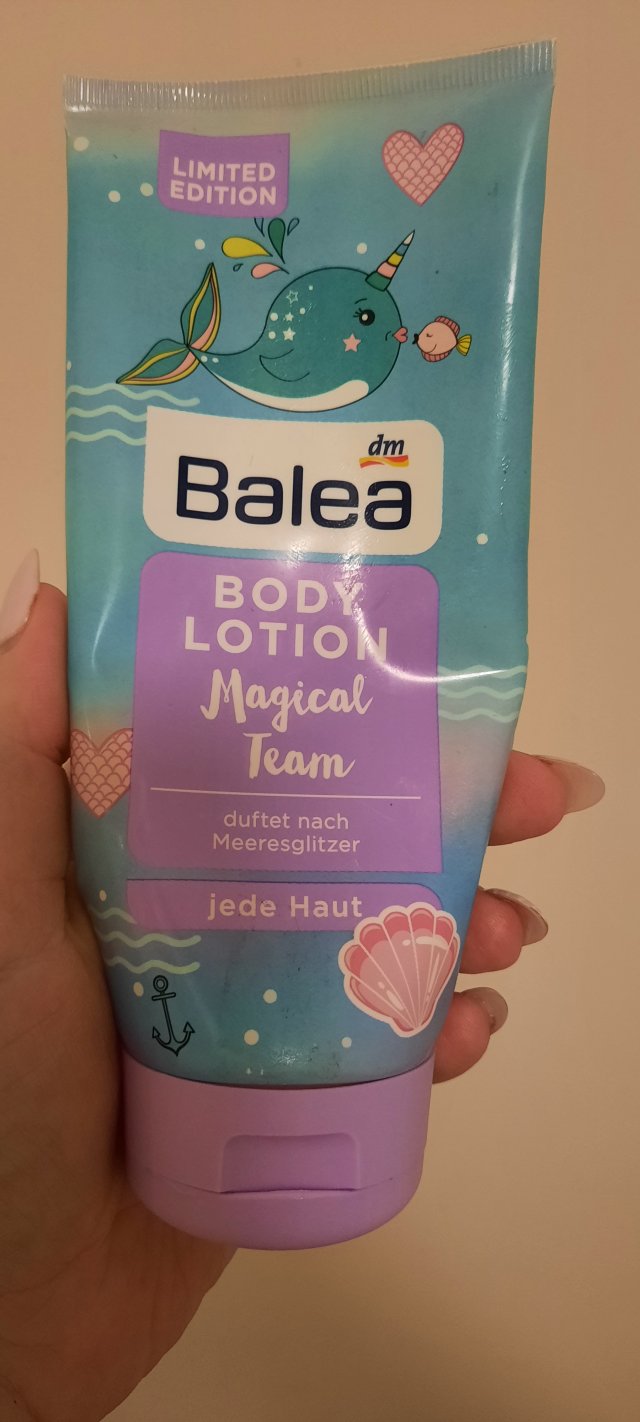 LIMITED
EDITION
dm
Balea
BODY
LOTION
Magical
Team
duftet nach
Meeresglitzer
jede Haut